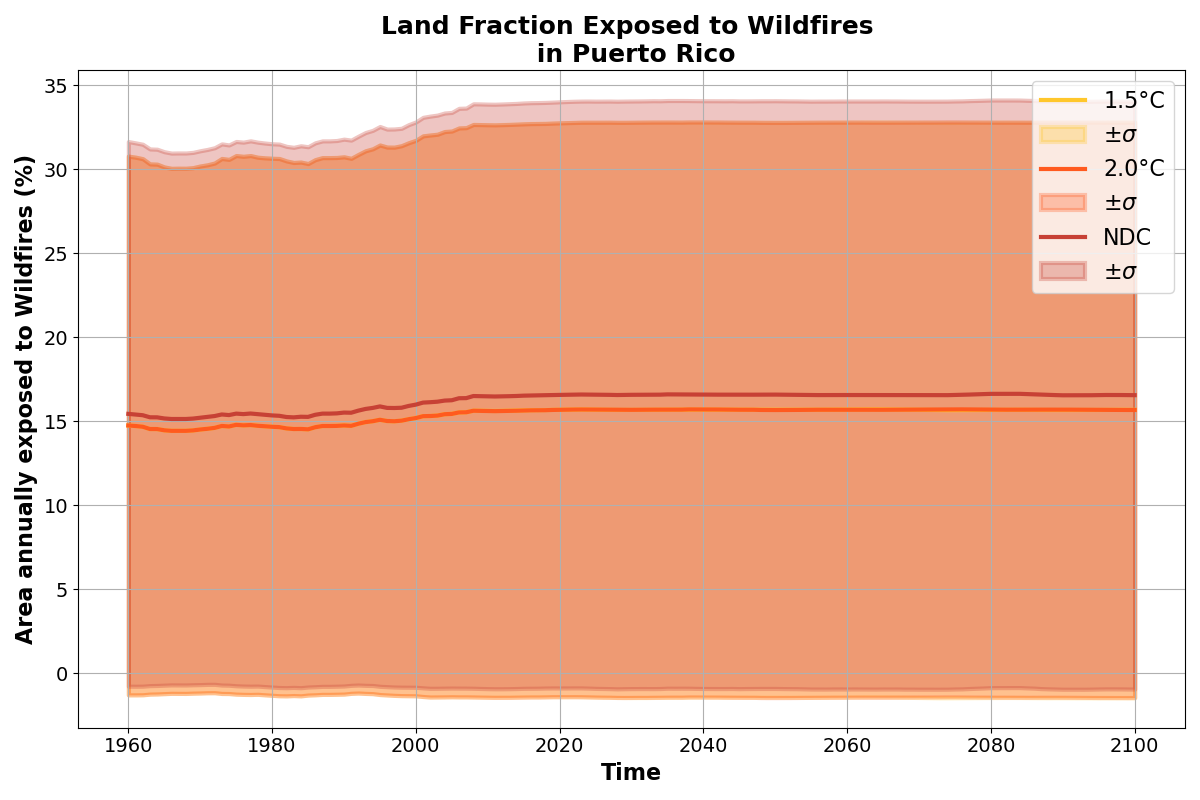 Land Fraction Exposed to Wildfires
in Puerto Rico
Area annually exposed to Wildfires (%)
35
30
25
20
15
10
5
0
1.5°C
±σ
2.0°C
±σ
NDC
±σ
1960
1980
2000
2020
2040
2060
2080
2100
Time